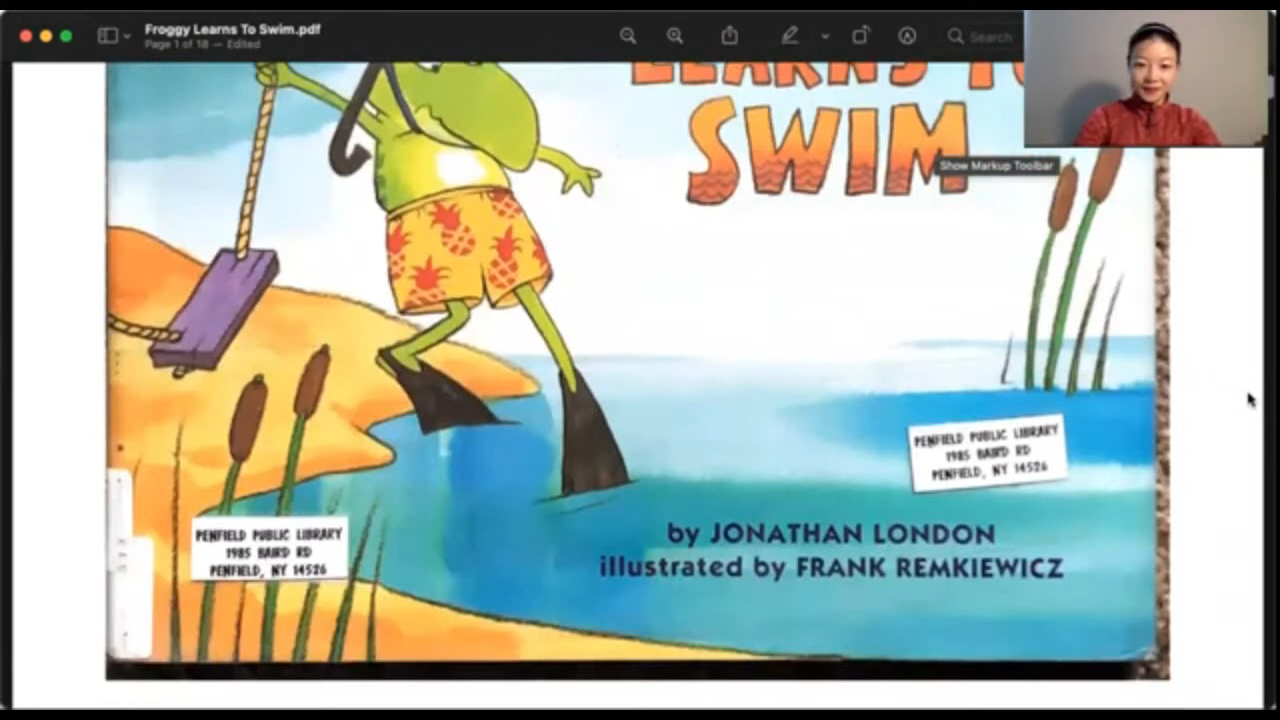 Froggy Learns To Swim.pdf
Page 1 of 18 — Edited
Search
LEARNS TO
SWIM
Show Markup Toolbar
PENFIELD PUBLIC LIBRARY
1985 BAIRD RD
PENFIELD, NY 14526
by JONATHAN LONDON
illustrated by FRANK REMKIEWICZ
PENFIELD PUBLIC LIBRARY
1985 BAIRD RD
PENFIELD, NY 14526